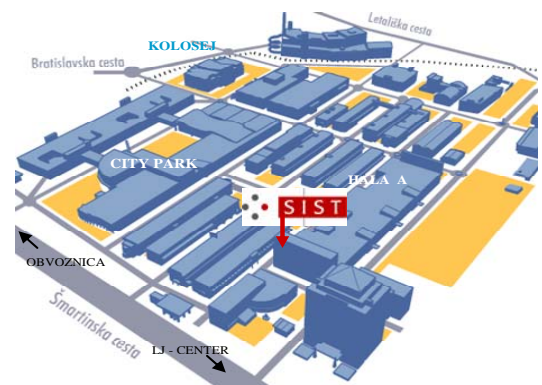 Letališka cesta
KOLOSEJ
Bratislavska cesta
CITY PARK
HALA A
SIST
OBVOZNICA
Šmartinska cesta
LJ - CENTER